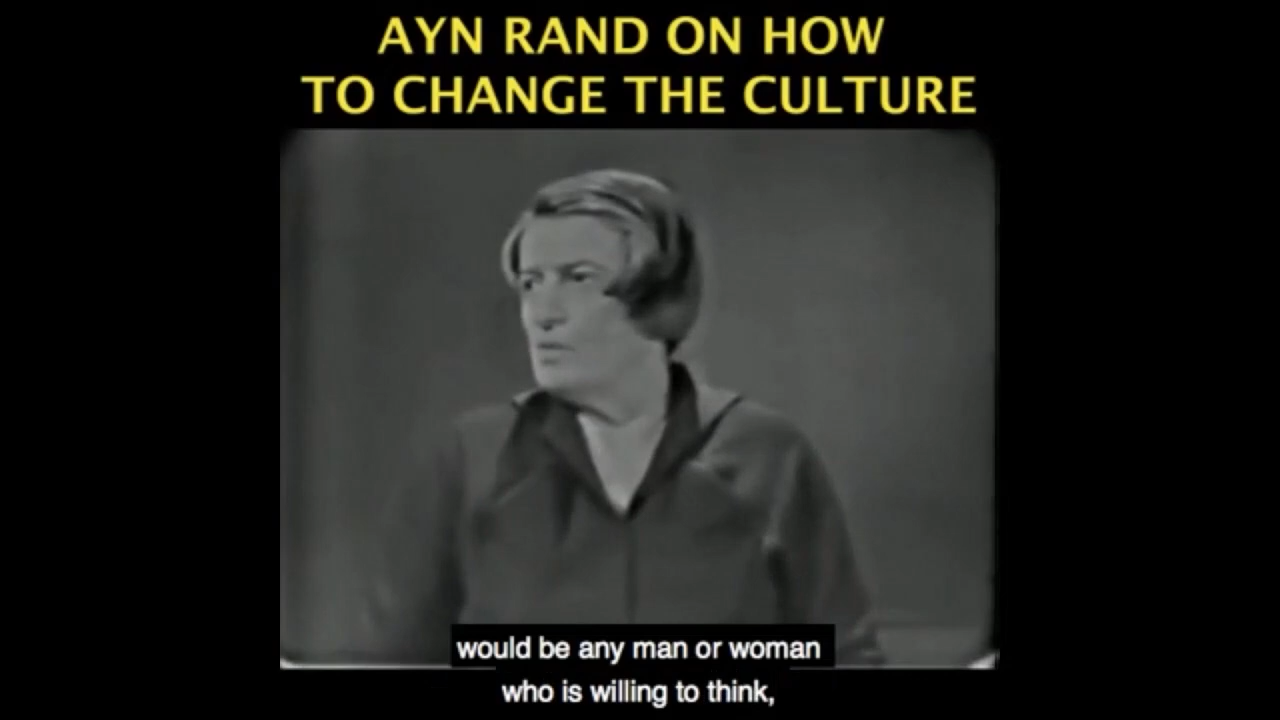 AYN RAND ON HOW
TO CHANGE THE CULTURE
would be any man or woman
who is willing to think,